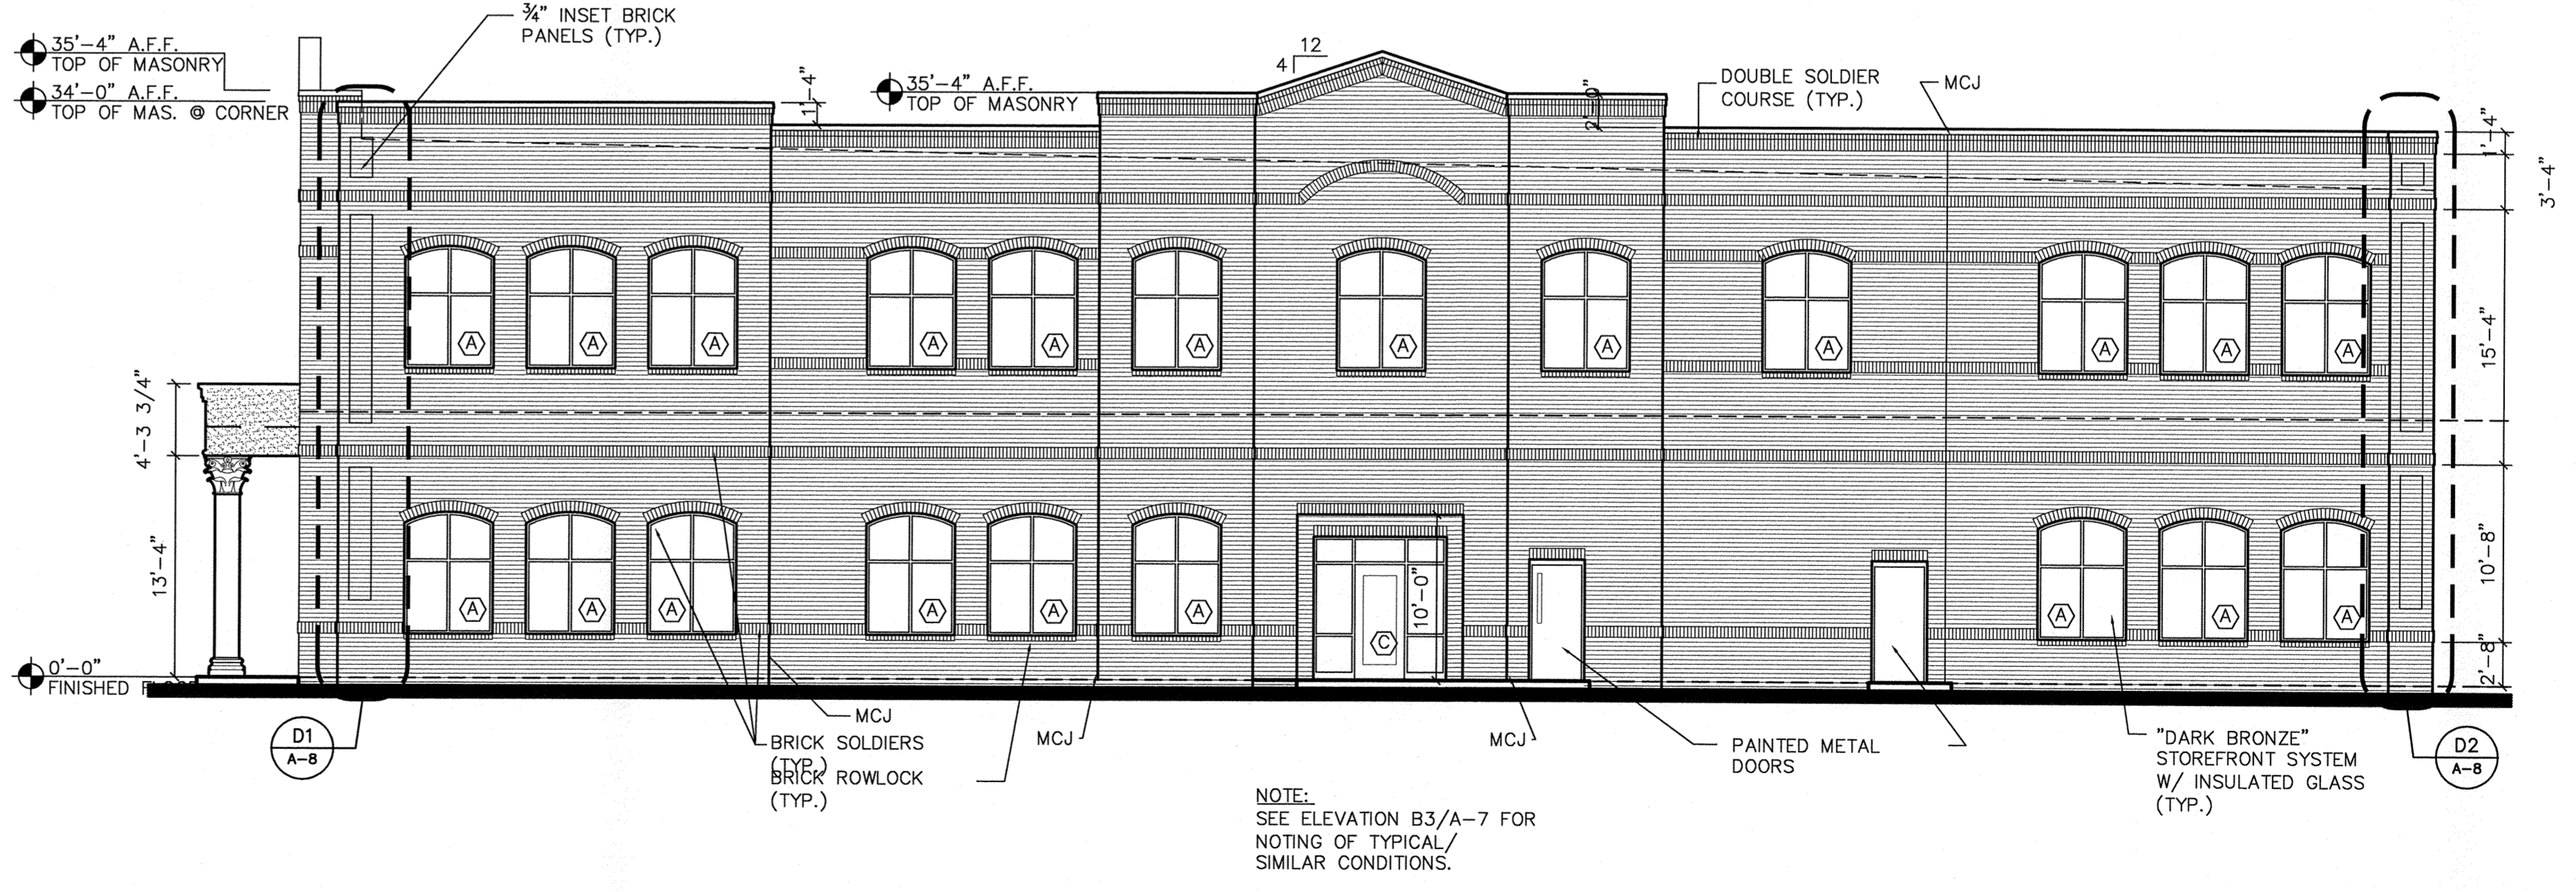 ¾" INSET BRICK
PANELS (TYP.)
35'-4" A.F.F.
TOP OF MASONRY
34'-0" A.F.F.
TOP OF MAS. @ CORNER
1'-4"
35'-4" A.F.F.
TOP OF MASONRY
12
4
2'-0"
DOUBLE SOLDIER
COURSE (TYP.)
MCJ
1'-4"
3'-4"
A
A
A
A
A
A
A
A
A
A
A
A
15'-4"
4'-3 3/4"
13'-4"
A
A
A
A
A
A
C
10'-0"
A
A
A
10'-8"
2'-8"
0'-0"
FINISHED
D1
A-8
MCJ
BRICK SOLDIERS
(TYP.)
BRICK ROWLOCK
(TYP.)
MCJ
MCJ
PAINTED METAL
DOORS
"DARK BRONZE"
STOREFRONT SYSTEM
W/ INSULATED GLASS
(TYP.)
D2
A-8
NOTE:
SEE ELEVATION B3/A-7 FOR
NOTING OF TYPICAL/
SIMILAR CONDITIONS.